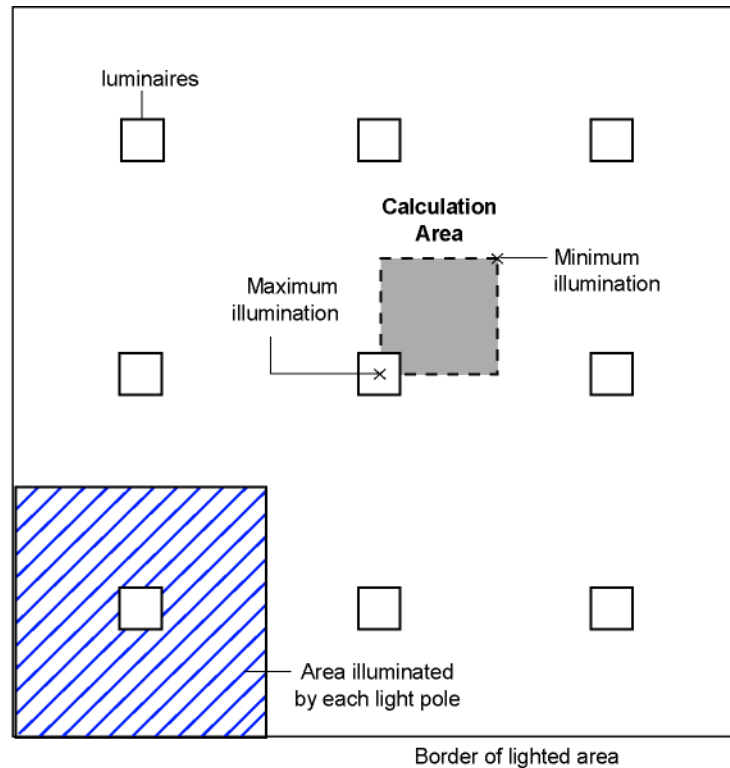 luminaires
Calculation
Area
Minimum
illumination
Maximum
illumination
Area illuminated
by each light pole
Border of lighted area